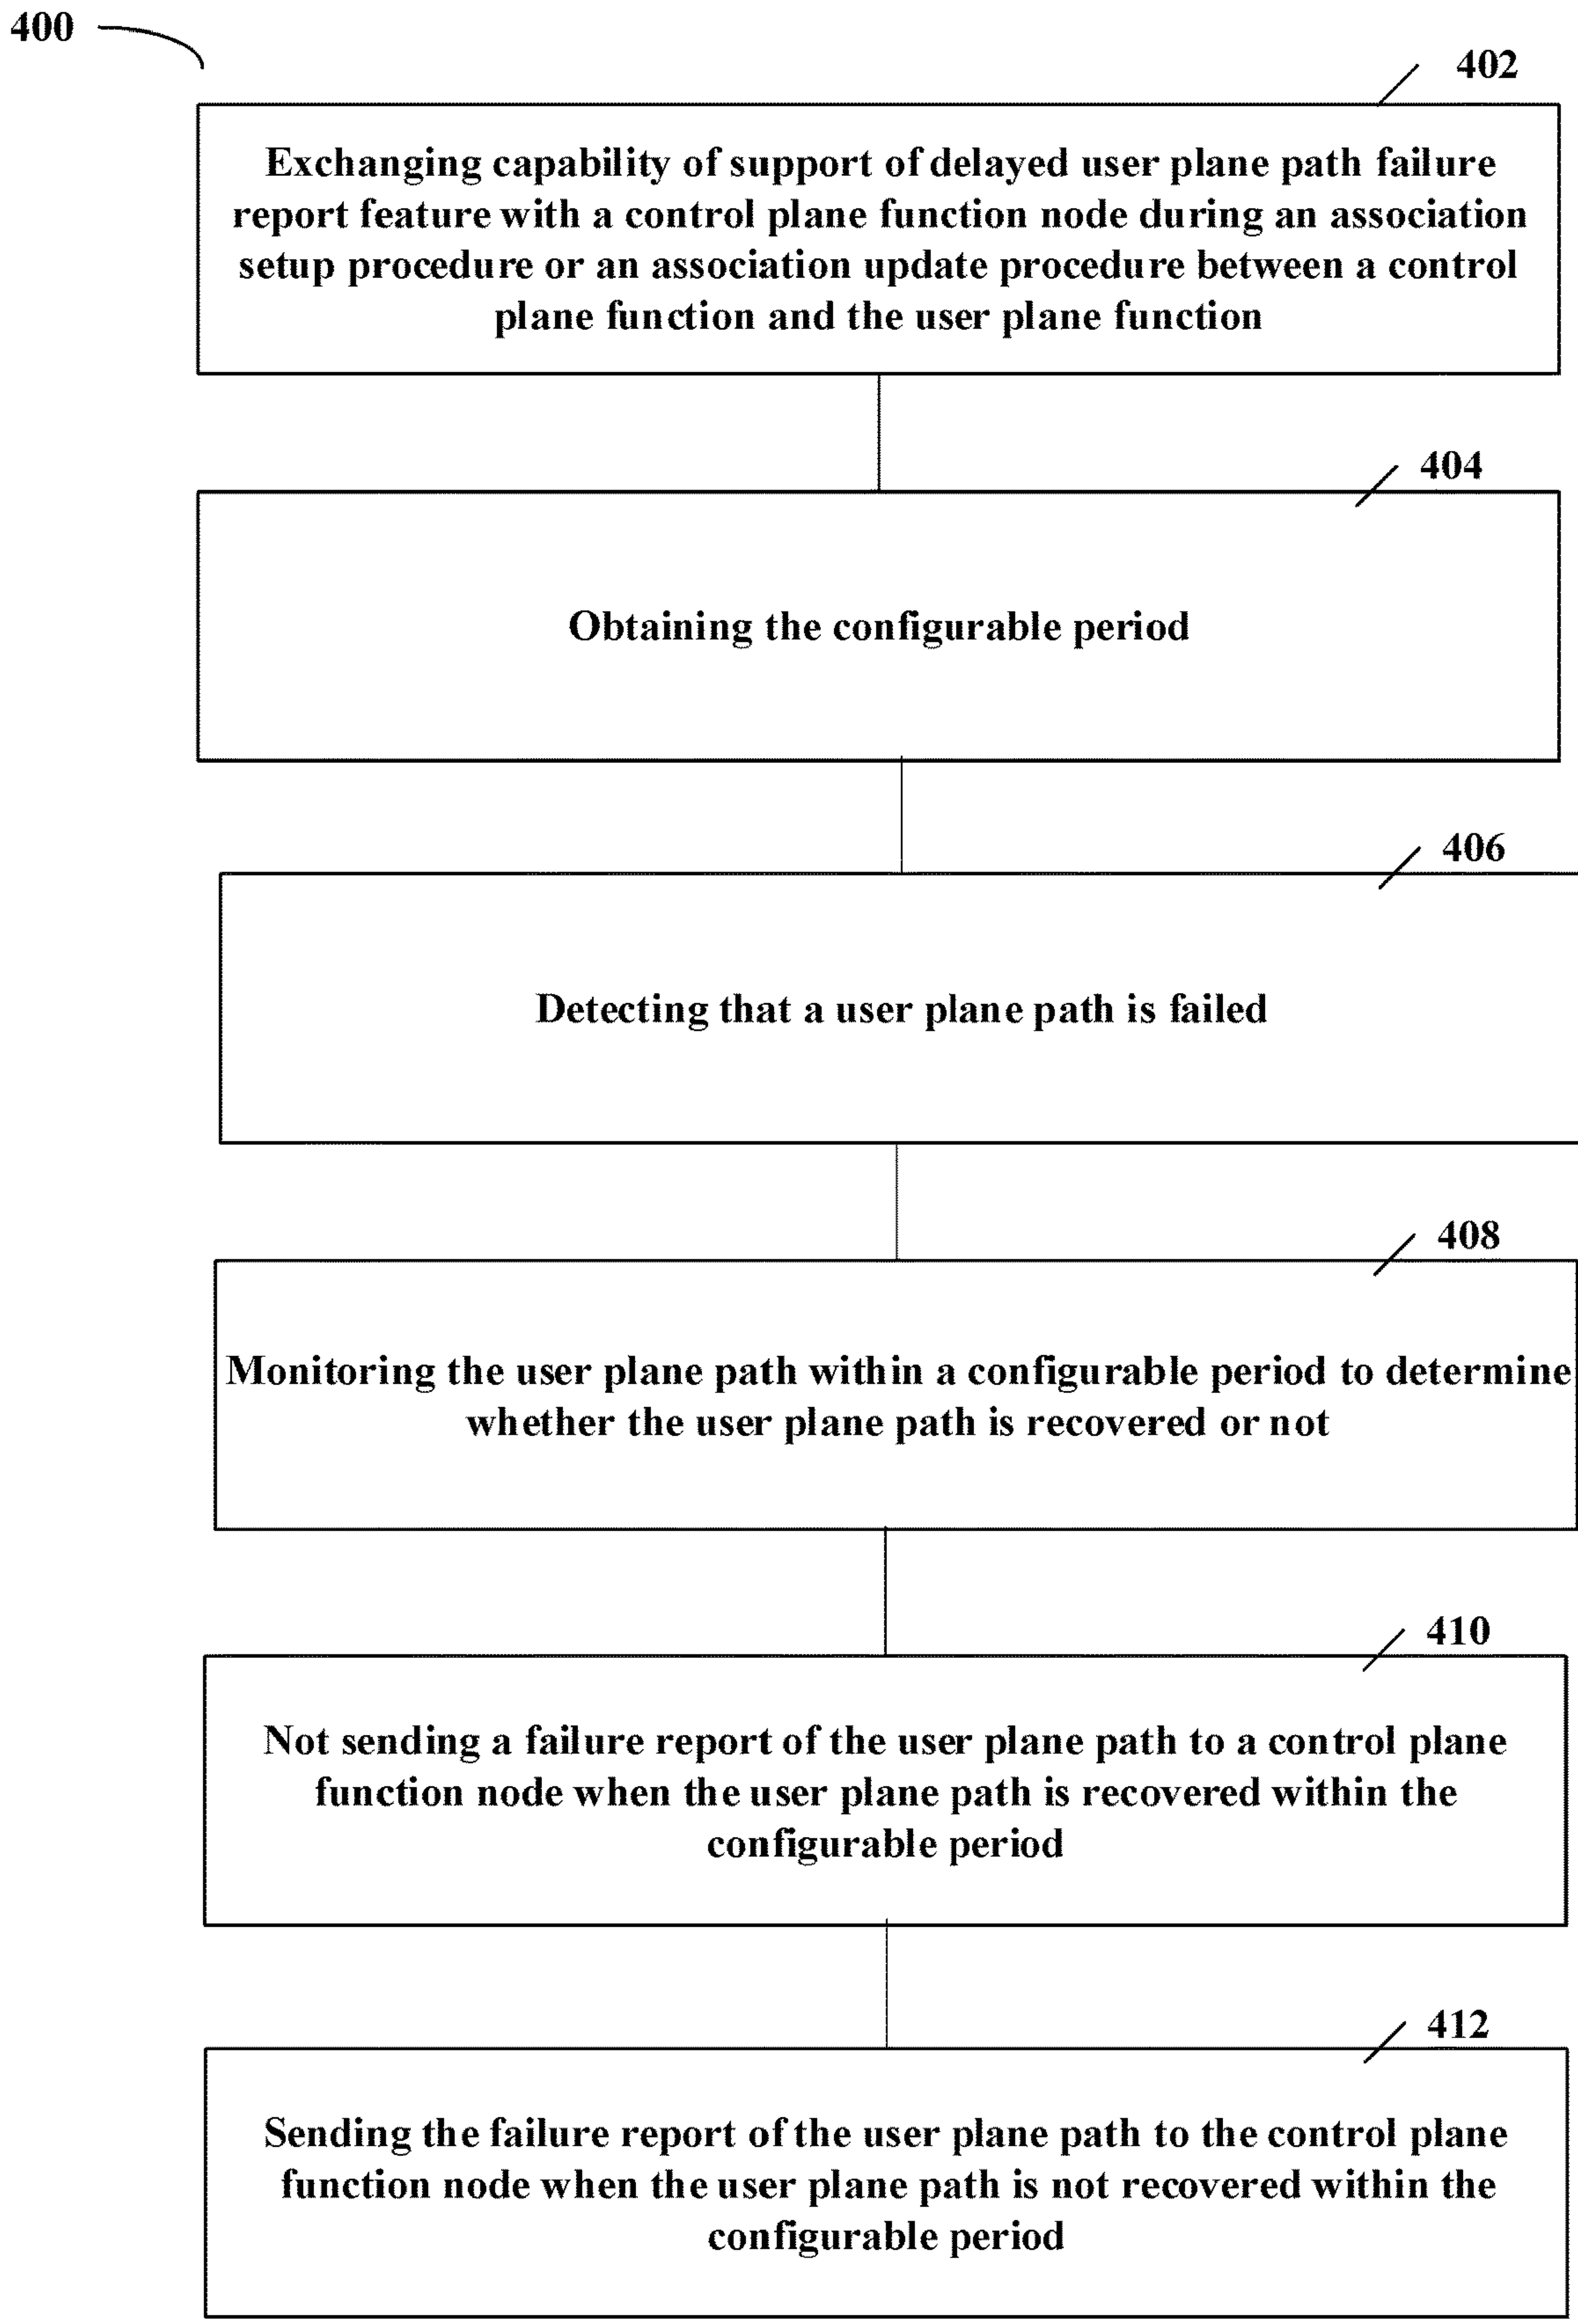 400
402
Exchanging capability of support of delayed user plane path failure
report feature with a control plane function node during an association
setup procedure or an association update procedure between a control
plane function and the user plane function
404
Obtaining the configurable period
406
Detecting that a user plane path is failed
408
Monitoring the user plane path within a configurable period to determine
whether the user plane path is recovered or not
410
Not sending a failure report of the user plane path to a control plane
function node when the user plane path is recovered within the
configurable period
412
Sending the failure report of the user plane path to the control plane
function node when the user plane path is not recovered within the
configurable period